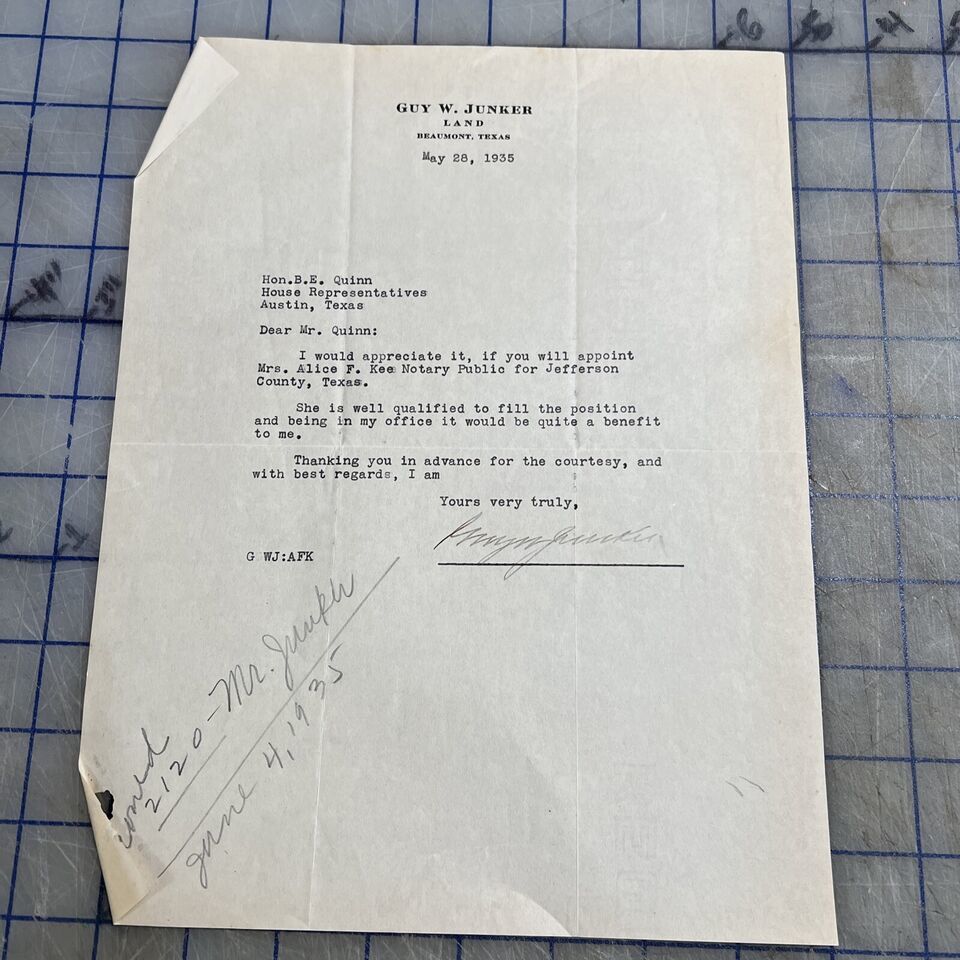 GUY W. JUNKER
LAND
BEAUMONT, TEXAS
May 28, 1935
Hon.B.E. Quinn
House Representatives
Austin, Texas
Dear Mr. Quinn:
I would appreciate it, if you will appoint
Mrs. Alice F. Kee Notary Public for Jefferson
County, Texas.
She is well qualified to fill the position
and being in my office it would be quite a benefit
to me.
Thanking you in advance for the courtesy, and
with best regards, I am
Yours very truly,
Guy W Junker
G WJ:AFK
2120 - Mr. Junker
June 4, 1935